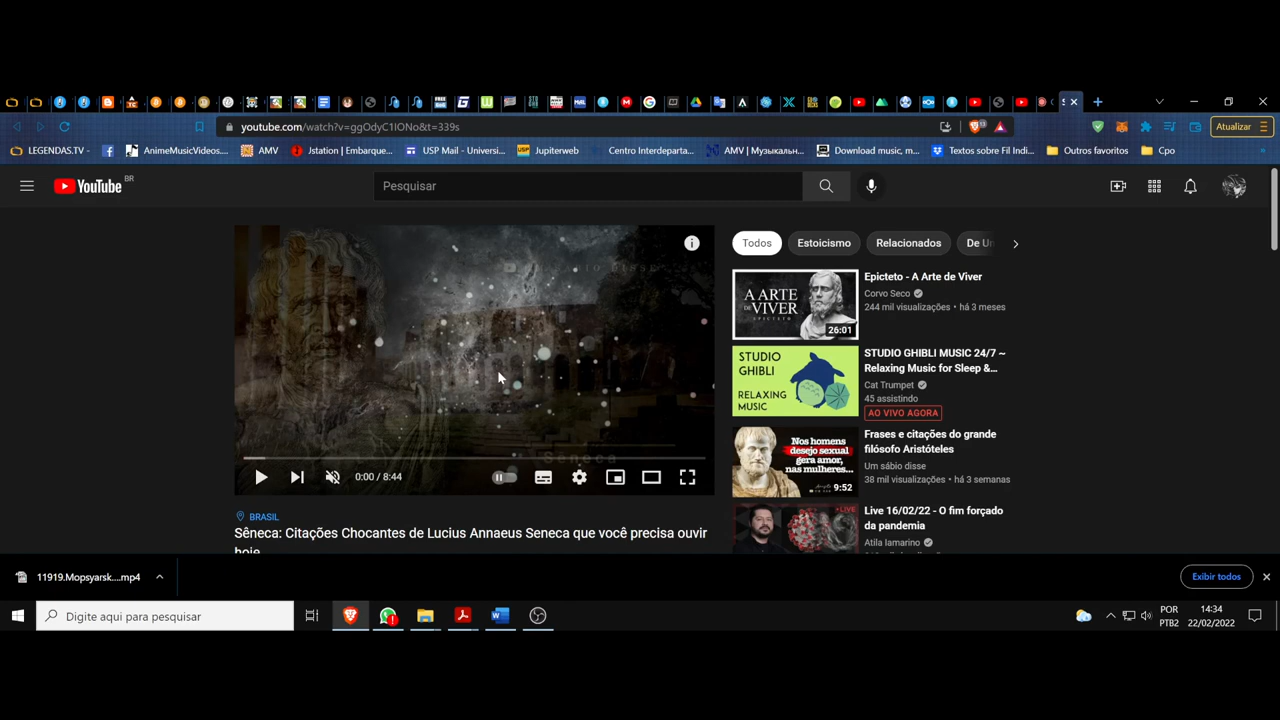 youtube.com/watch?v=ggOdyC1IONo&t=339s
Atualizar
LEGENDAS.TV
AnimeMusicVideos...
AMV
Jstation | Embarque...
USP Mail - Universi...
Jupiterweb
Centro Interdeparta...
AMV | Музыкальн...
Download music, m...
Textos sobre Fil Indi...
Outros favoritos
Cpo
YouTube BR
Pesquisar
Todos
Estoicismo
Relacionados
De Un
Epicteto - A Arte de Viver
Corvo Seco
244 mil visualizações • há 3 meses
A ARTE
DE VIVER
EPICTETO
26:01
STUDIO GHIBLI MUSIC 24/7 ~
Relaxing Music for Sleep &...
Cat Trumpet
45 assistindo
AO VIVO AGORA
STUDIO
GHIBLI
RELAXING
MUSIC
Frases e citações do grande
filósofo Aristóteles
Um sábio disse
38 mil visualizações • há 3 semanas
Nos homens
desejo sexual
gera amor,
nas mulheres...
9:52
Live 16/02/22 - O fim forçado
da pandemia
Atila Iamarino
LIVE
Sêneca
0:00 / 8:44
BRASIL
Sêneca: Citações Chocantes de Lucius Annaeus Seneca que você precisa ouvir
hoje
11919.Mopsyarsk....mp4
Exibir todos
Digite aqui para pesquisar
POR
PTB2
14:34
22/02/2022